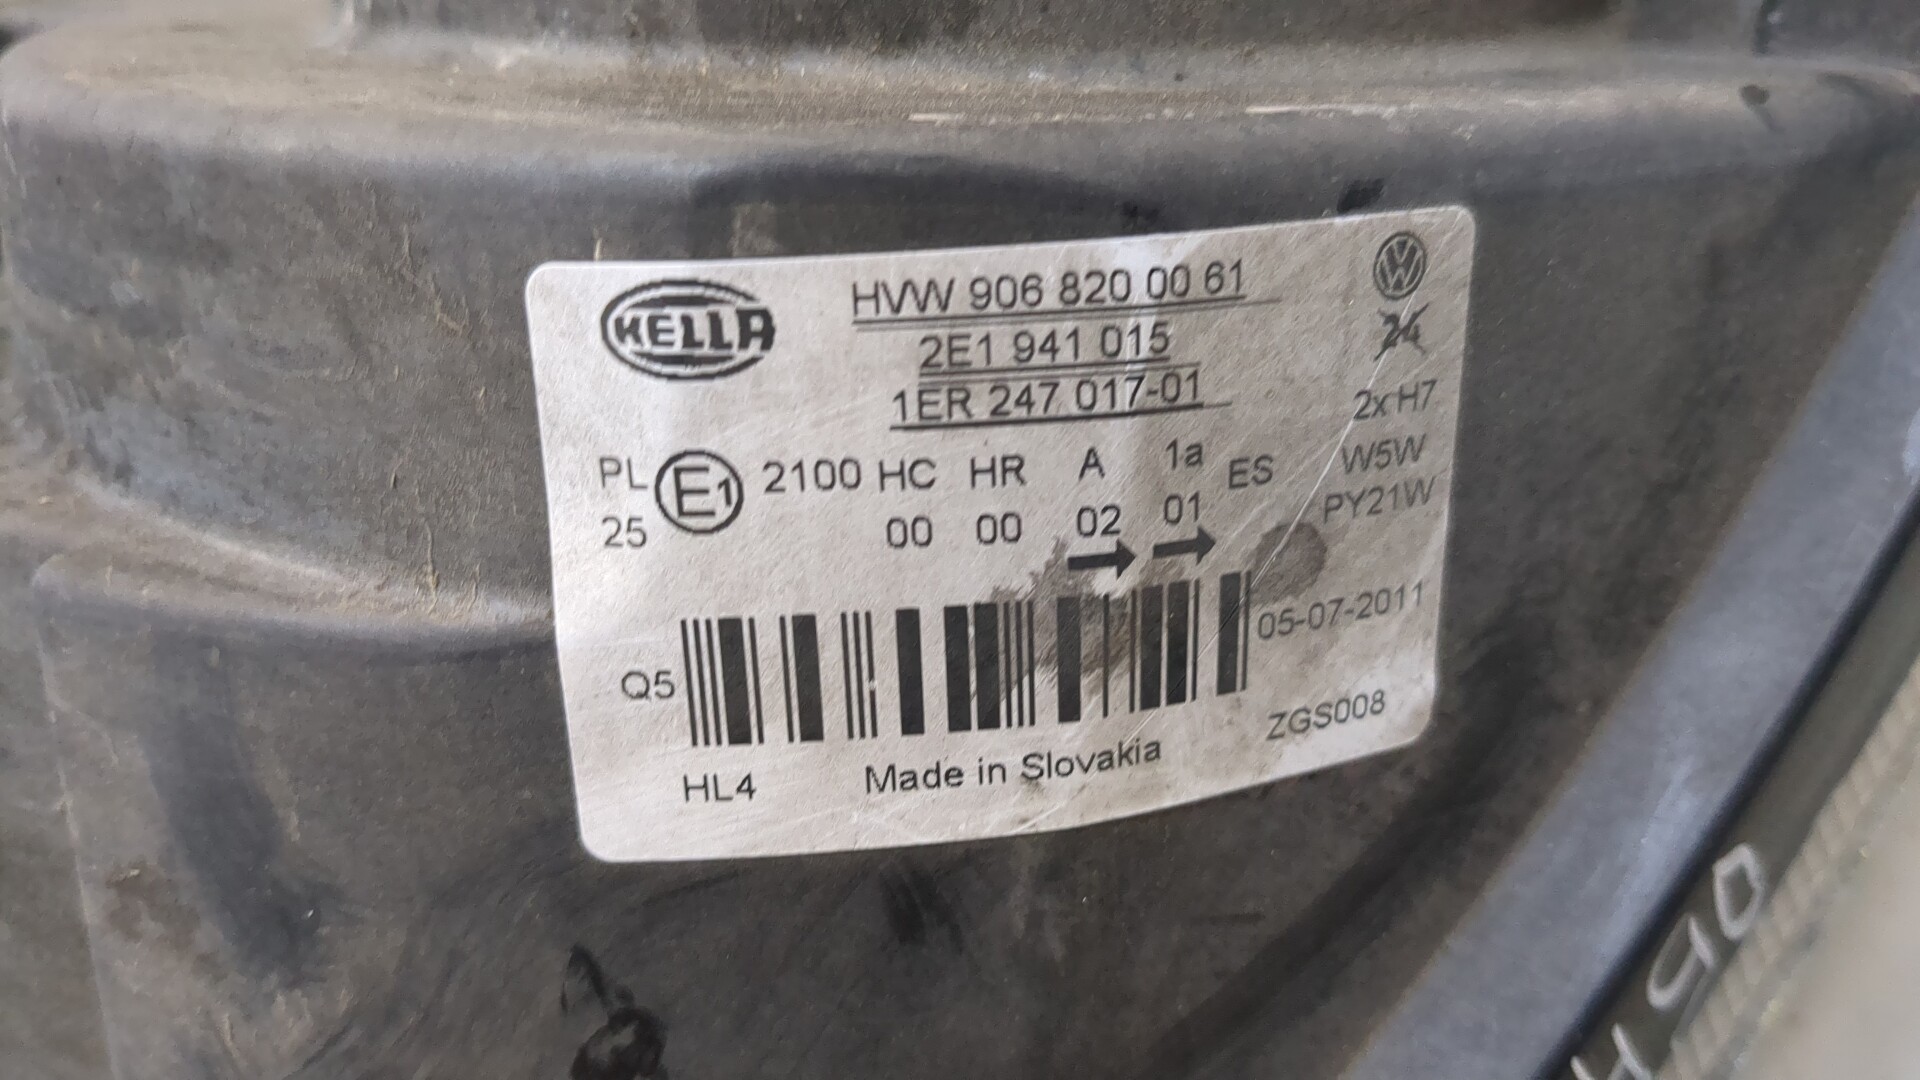 HELLA
HVW 906 820 00 61
2E1 941 015
1ER 247 017-01
24
2x H7
W5W
PY21W
PL E1 2100 HC HR A 1a ES
25 00 00 02 01
05-07-2011
Q5
ZGS008
HL4 Made in Slovakia